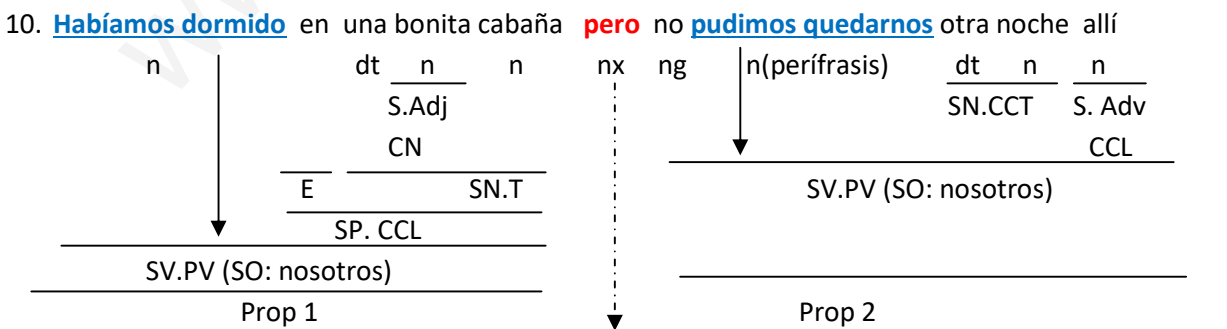 10. Habíamos dormido en una bonita cabaña pero no pudimos quedarnos otra noche allí
n dt n n nx ng n(perífrasis) dt n n
S.Adj SN.CCT S. Adv
CN CCL
E SN.T SV.PV (SO: nosotros)
SP. CCL
SV.PV (SO: nosotros)
Prop 1 Prop 2